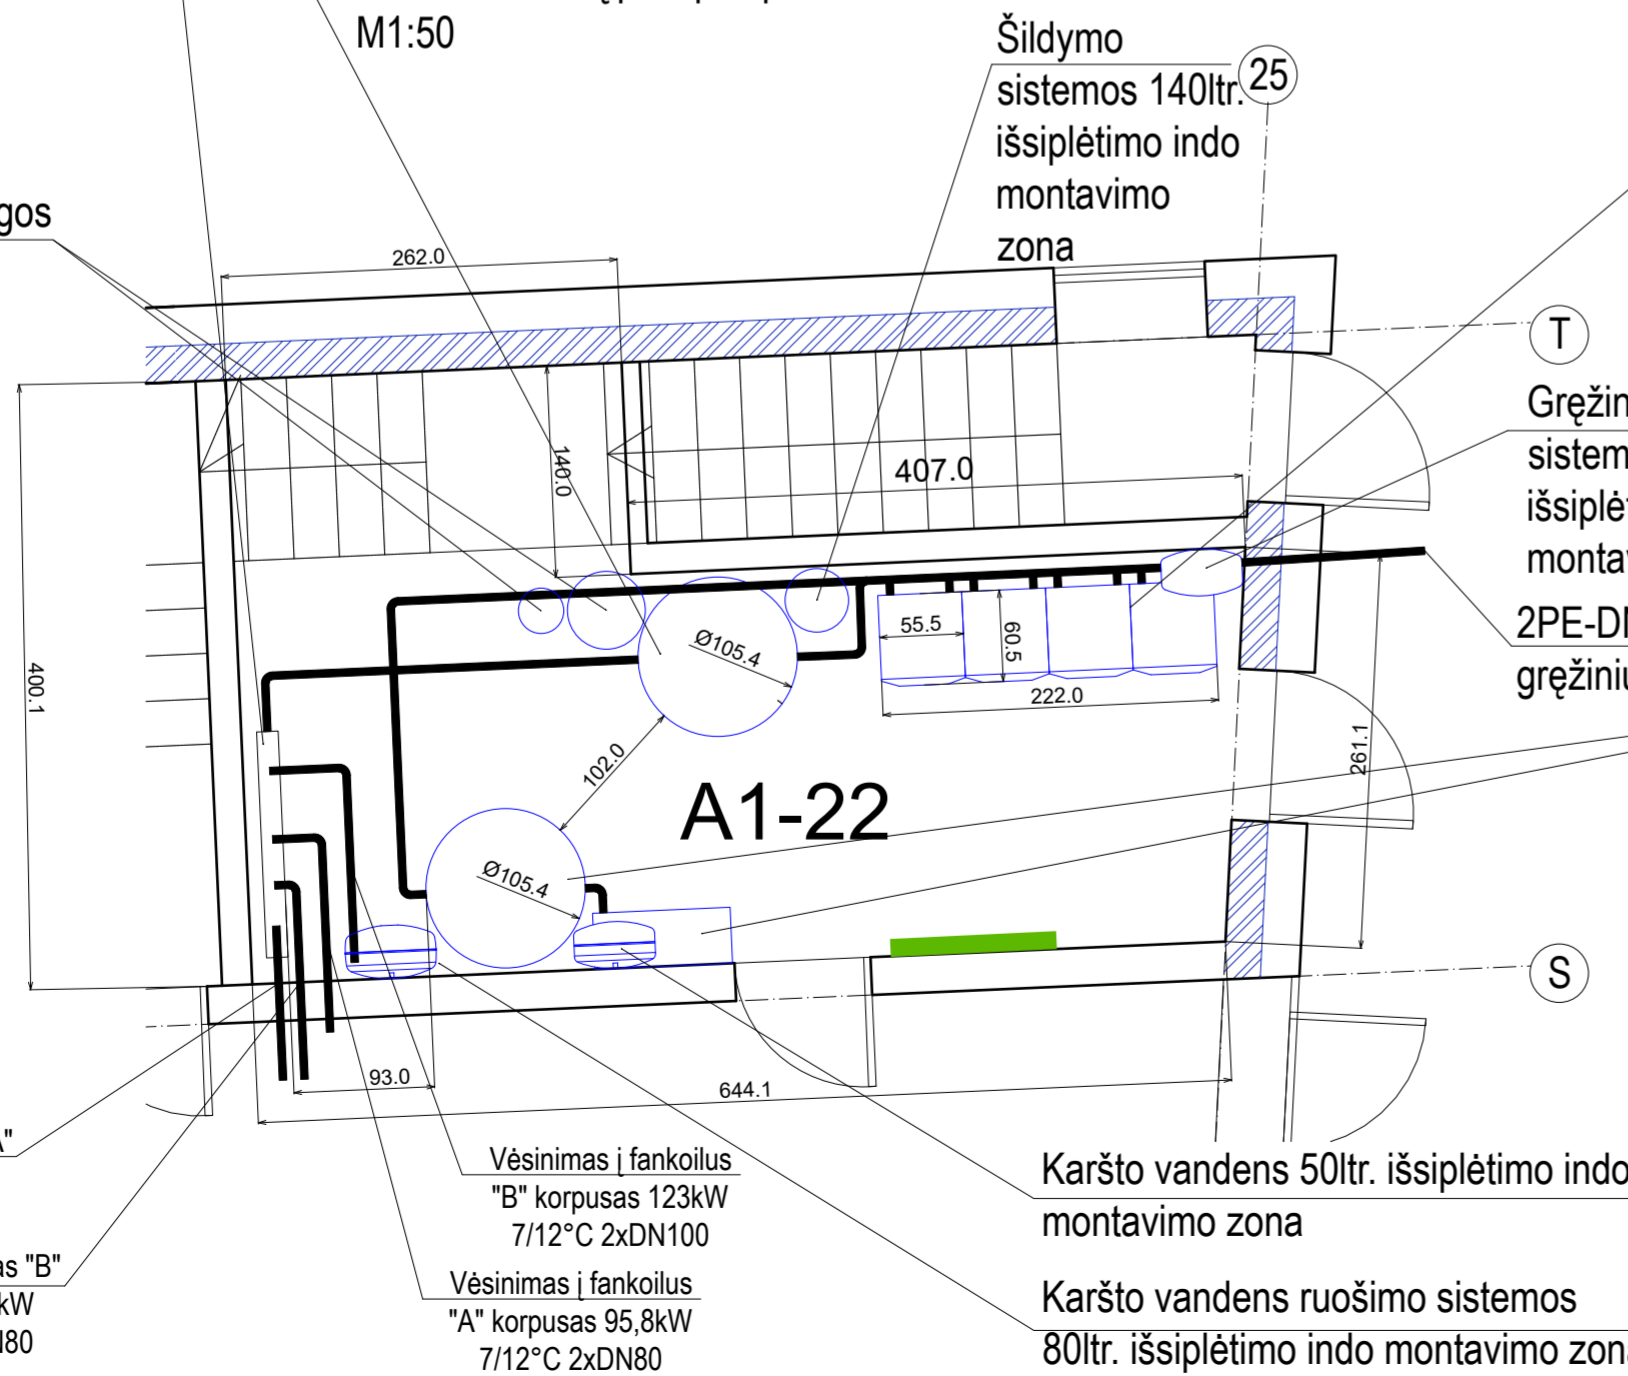 M1:50
Šildymo
sistemos 140ltr.
išsiplėtimo indo
montavimo
zona
25
gos
262.0
T
Gręžin
sistem
išsiplėt
montav
140.0
407.0
2PE-DN
gręžiniu
55.5
60.5
222.0
Ø105.4
400.1
102.0
261.1
A1-22
Ø105.4
S
93.0
644.1
"
Vėsinimas į fankoilus
"B" korpusas 123kW
7/12°C 2xDN100
Vėsinimas į fankoilus
"A" korpusas 95,8kW
7/12°C 2xDN80
as "B"
kW
80
Karšto vandens 50ltr. išsiplėtimo indo
montavimo zona
Karšto vandens ruošimo sistemos
80ltr. išsiplėtimo indo montavimo zona